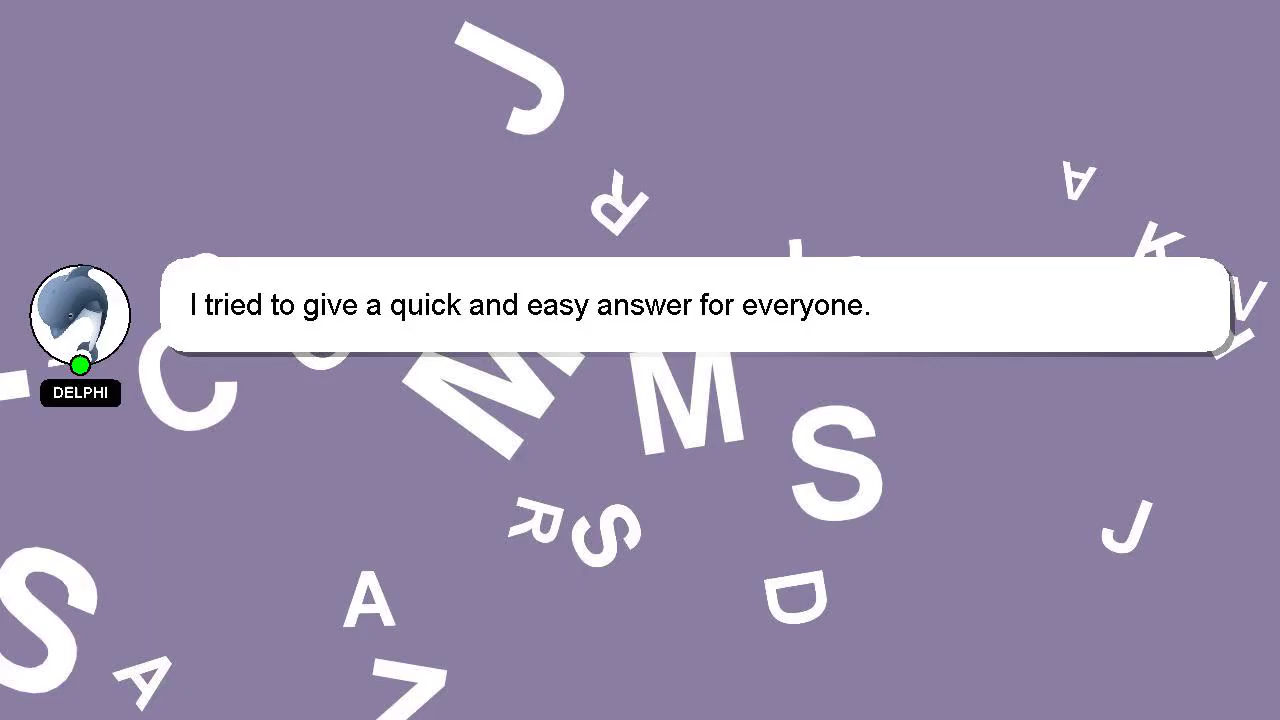 J
R
A
K
V
I tried to give a quick and easy answer for everyone.
DELPHI
C
M
M
S
R
S
J
A
D
S
A
Z